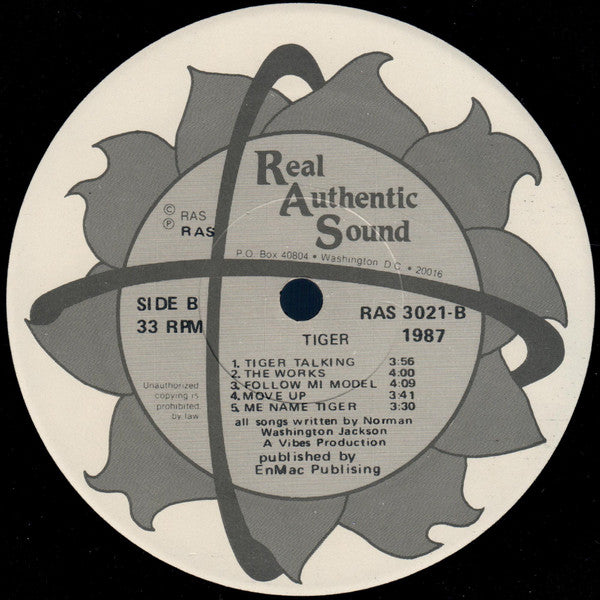 Real
Authentic
Sound
© RAS
℗ RAS
P.O. Box 40804 • Washington D.C. • 20016
SIDE B
33 RPM
RAS 3021-B
1987
TIGER
1. TIGER TALKING 3:56
2. THE WORKS 4:00
3. FOLLOW MI MODEL 4:09
4. MOVE UP 3:41
5. ME NAME TIGER 3:30
Unauthorized
copying is
prohibited
by law
all songs written by Norman
Washington Jackson
A Vibes Production
published by
EnMac Publising